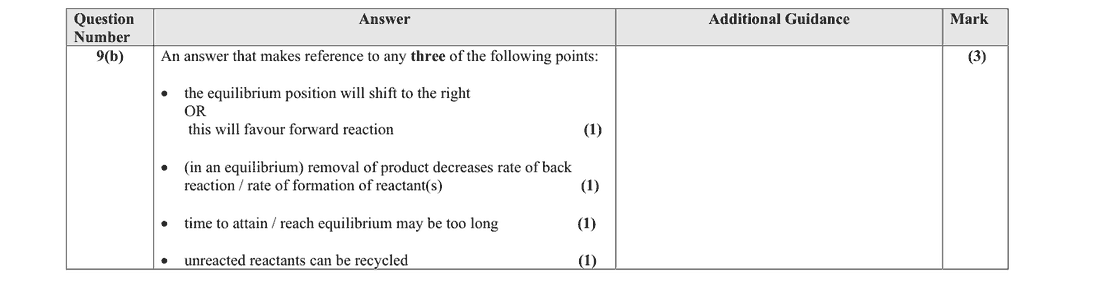 Question Number Answer Additional Guidance Mark
9(b) An answer that makes reference to any three of the following points: (3)
• the equilibrium position will shift to the right
OR
this will favour forward reaction (1)
• (in an equilibrium) removal of product decreases rate of back
reaction / rate of formation of reactant(s) (1)
• time to attain / reach equilibrium may be too long (1)
• unreacted reactants can be recycled (1)